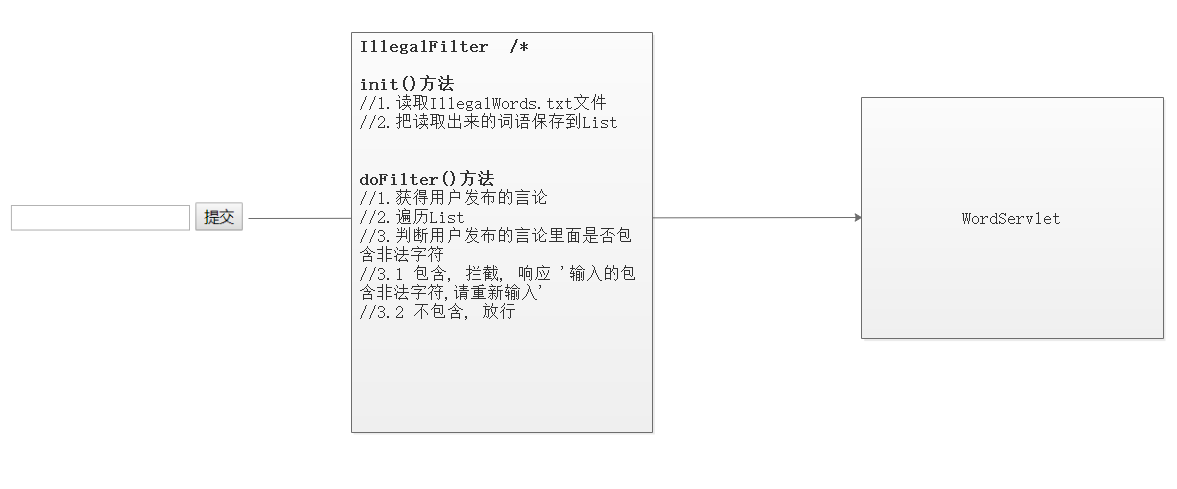 IllegalFilter /*
init()方法
//1.读取IllegalWords.txt文件
//2.把读取出来的词语保存到List
doFilter()方法
//1.获得用户发布的言论
//2.遍历List
//3.判断用户发布的言论里面是否包
含非法字符
//3.1 包含, 拦截, 响应 '输入的包
含非法字符,请重新输入'
//3.2 不包含, 放行
提交
WordServlet